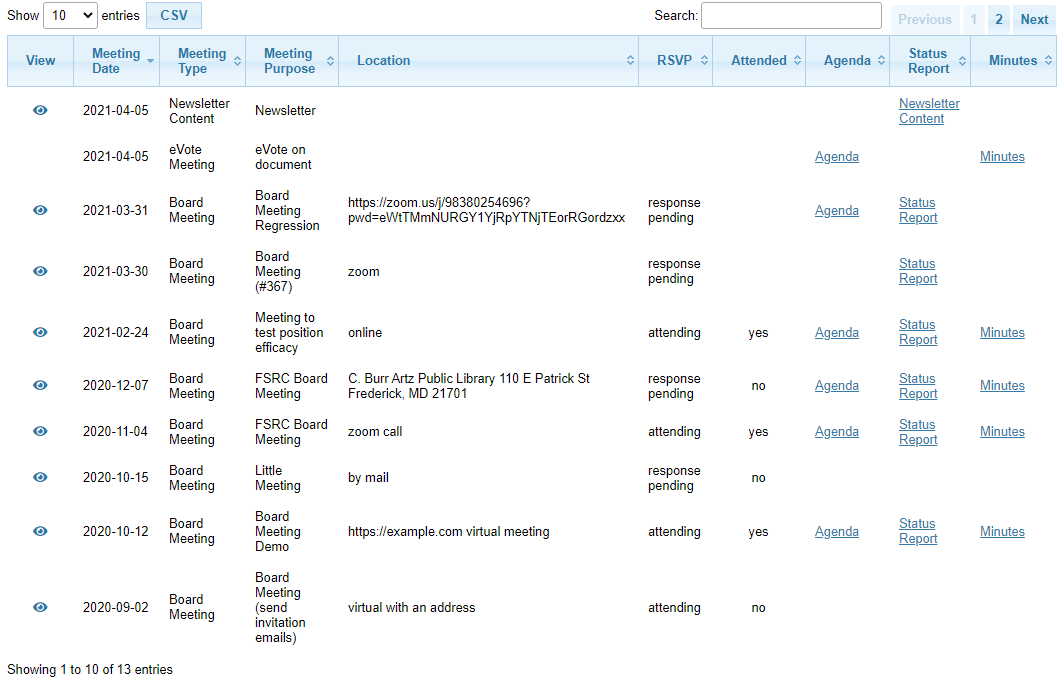 Show 10 entries CSV Search: Previous 1 2 Next
View Meeting Date Meeting Type Meeting Purpose Location RSVP Attended Agenda Status Report Minutes
2021-04-05 Newsletter Content Newsletter Newsletter Content
2021-04-05 eVote Meeting eVote on document Agenda Minutes
2021-03-31 Board Meeting Board Meeting Regression https://zoom.us/j/98380254696?pwd=eWtTMmNURGY1YjRpYTNjTEorRGordzxx response pending Agenda Status Report
2021-03-30 Board Meeting Board Meeting (#367) zoom response pending Status Report
2021-02-24 Board Meeting Meeting to test position efficacy online attending yes Agenda Status Report Minutes
2020-12-07 Board Meeting FSRC Board Meeting C. Burr Artz Public Library 110 E Patrick St Frederick, MD 21701 response pending no Agenda Status Report Minutes
2020-11-04 Board Meeting FSRC Board Meeting zoom call attending yes Agenda Status Report Minutes
2020-10-15 Board Meeting Little Meeting by mail response pending no
2020-10-12 Board Meeting Board Meeting Demo https://example.com virtual meeting attending yes Agenda Status Report Minutes
2020-09-02 Board Meeting Board Meeting (send invitation emails) virtual with an address attending no
Showing 1 to 10 of 13 entries